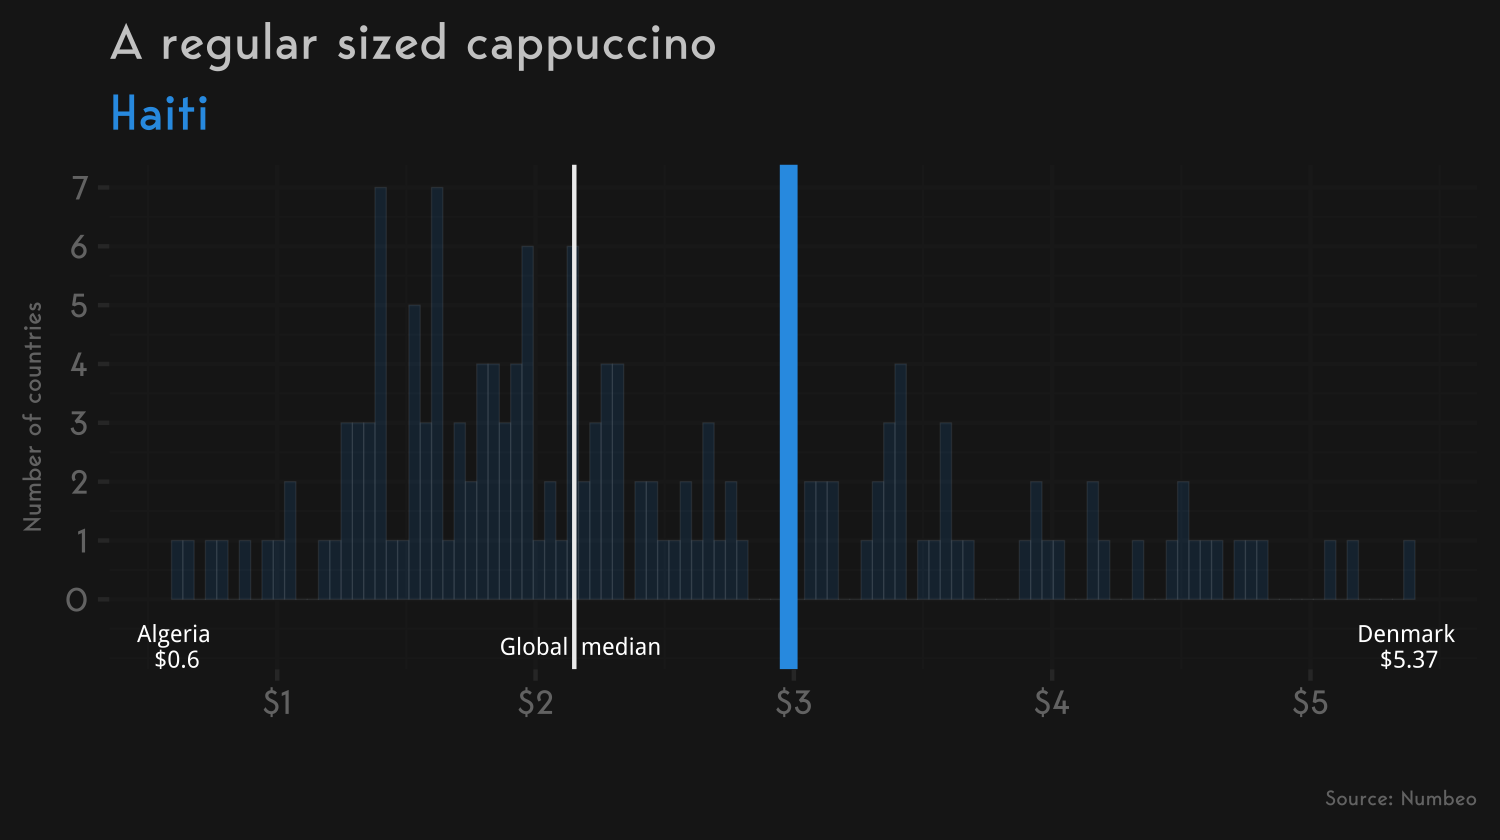 A regular sized cappuccino
Haiti
Number of countries
7
6
5
4
3
2
1
0
Algeria
$0.6
Global median
Denmark
$5.37
$1 $2 $3 $4 $5
Source: Numbeo